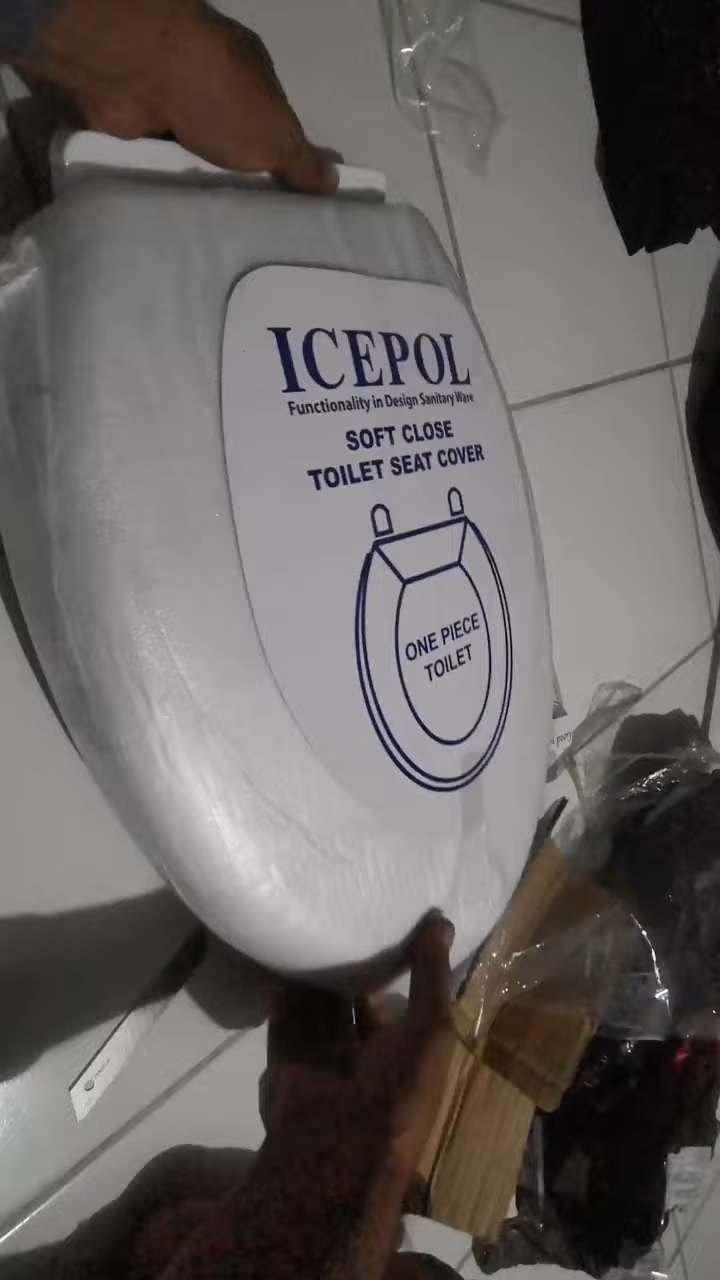 ICEPOL
Functionality in Design Sanitary Ware
SOFT CLOSE
TOILET SEAT COVER
ONE PIECE
TOILET